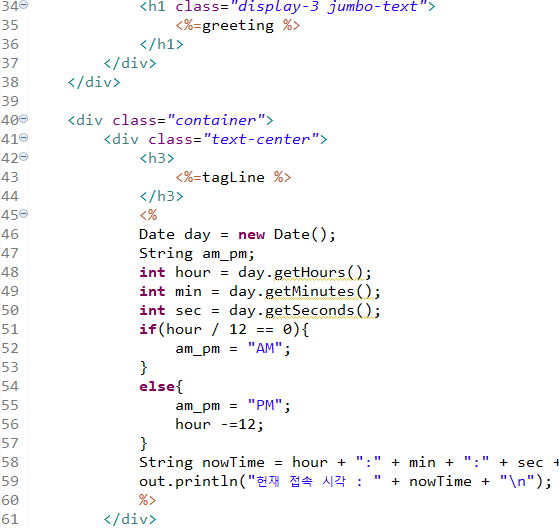 34 <h1 class="display-3 jumbo-text">
35 <%=greeting %>
36 </h1>
37 </div>
38 </div>
39
40 <div class="container">
41 <div class="text-center">
42 <h3>
43 <%=tagLine %>
44 </h3>
45 <%
46 Date day = new Date();
47 String am_pm;
48 int hour = day.getHours();
49 int min = day.getMinutes();
50 int sec = day.getSeconds();
51 if(hour / 12 == 0){
52 am_pm = "AM";
53 }
54 else{
55 am_pm = "PM";
56 hour -=12;
57 }
58 String nowTime = hour + ":" + min + ":" + sec +
59 out.println("현재 접속 시각 : " + nowTime + "\n");
60 %>
61 </div>